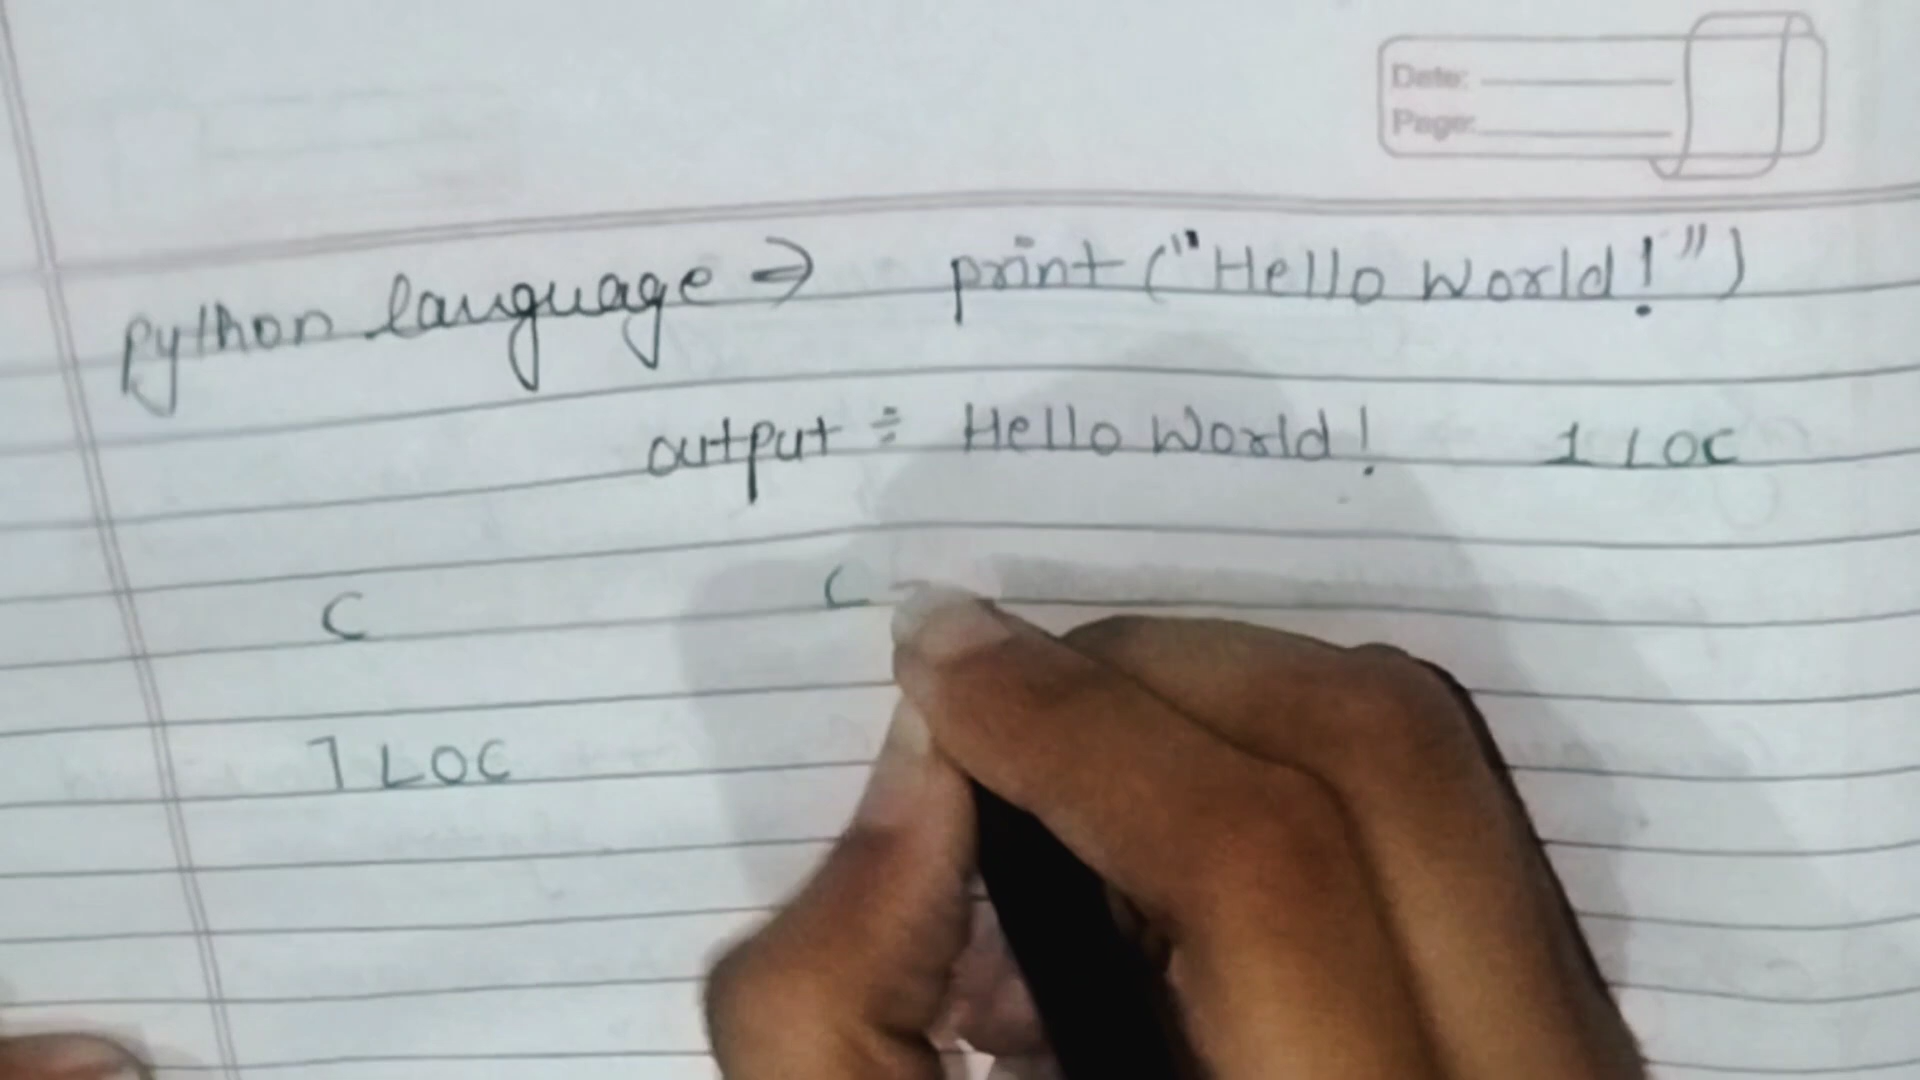 Date:
Page:
python language ⇒ print ("Hello World!")
output ÷ Hello World! 1 LOC
C C
7 LOC